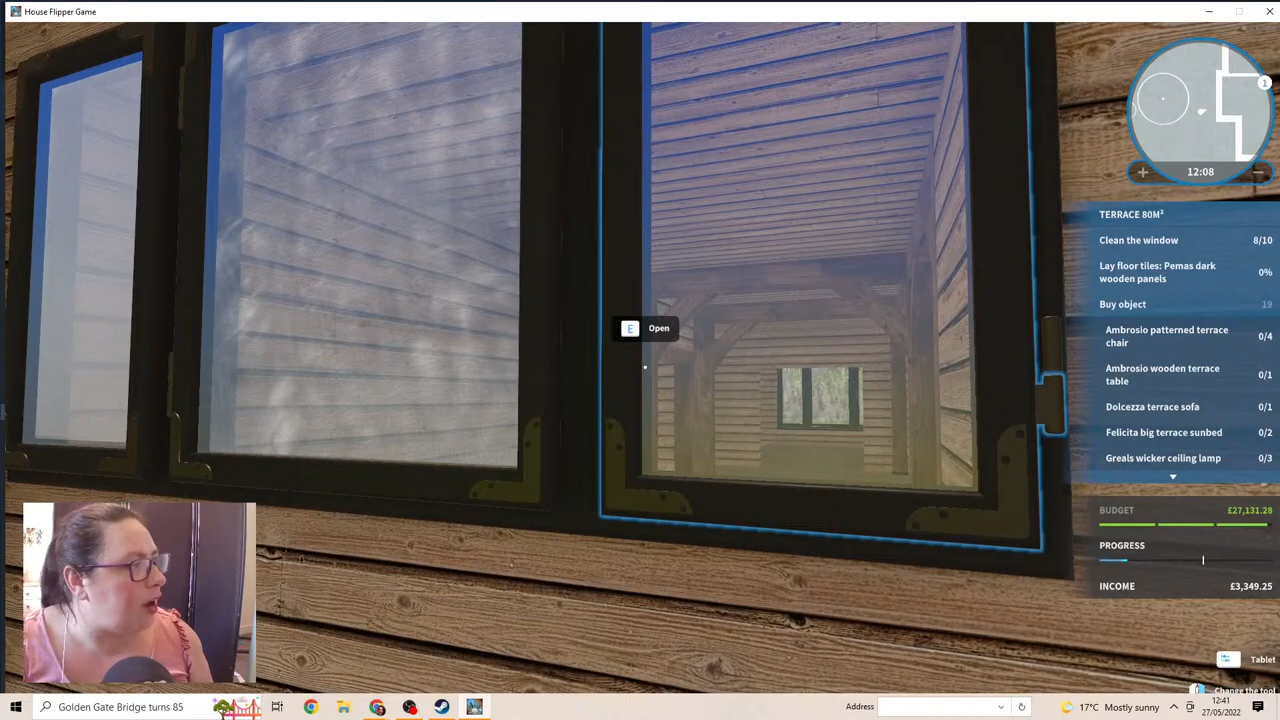 House Flipper Game
1
+ 12:08 −
TERRACE 80M²
Clean the window 8/10
Lay floor tiles: Pemas dark
wooden panels 0%
Buy object 19
Ambrosio patterned terrace
chair 0/4
Ambrosio wooden terrace
table 0/1
Dolcezza terrace sofa 0/1
Felicita big terrace sunbed 0/2
Greals wicker ceiling lamp 0/3
E Open
BUDGET £27,131.28
PROGRESS
INCOME £3,349.25
Tablet
Change the tool
Golden Gate Bridge turns 85
Address
17°C Mostly sunny
12:41
27/05/2022